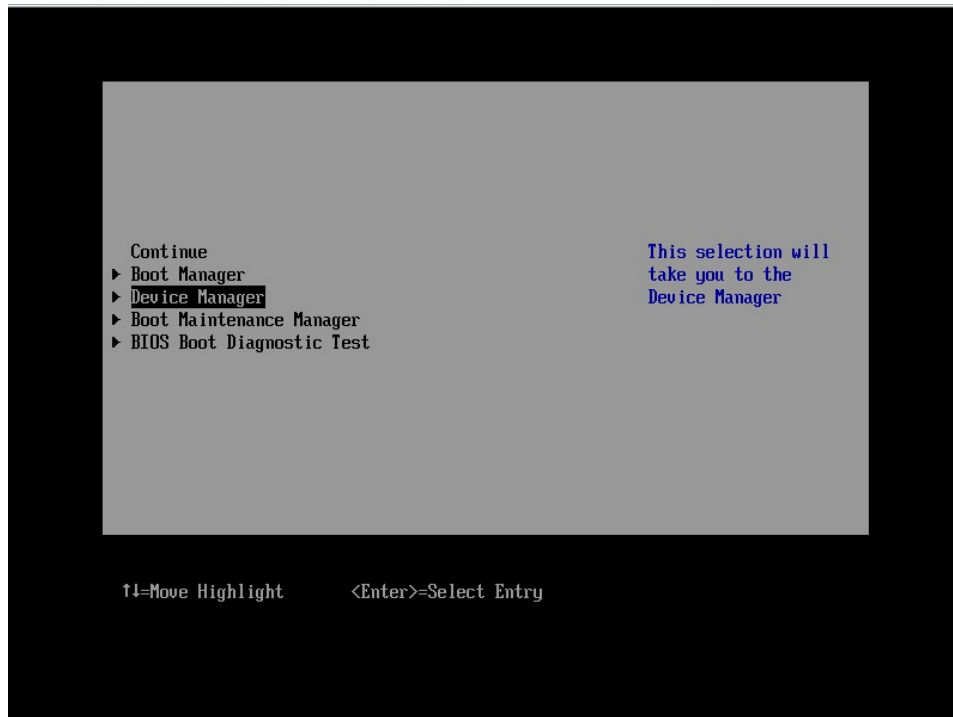 Continue
Boot Manager
Device Manager
Boot Maintenance Manager
BIOS Boot Diagnostic Test
This selection will
take you to the
Device Manager
↑↓=Move Highlight <Enter>=Select Entry